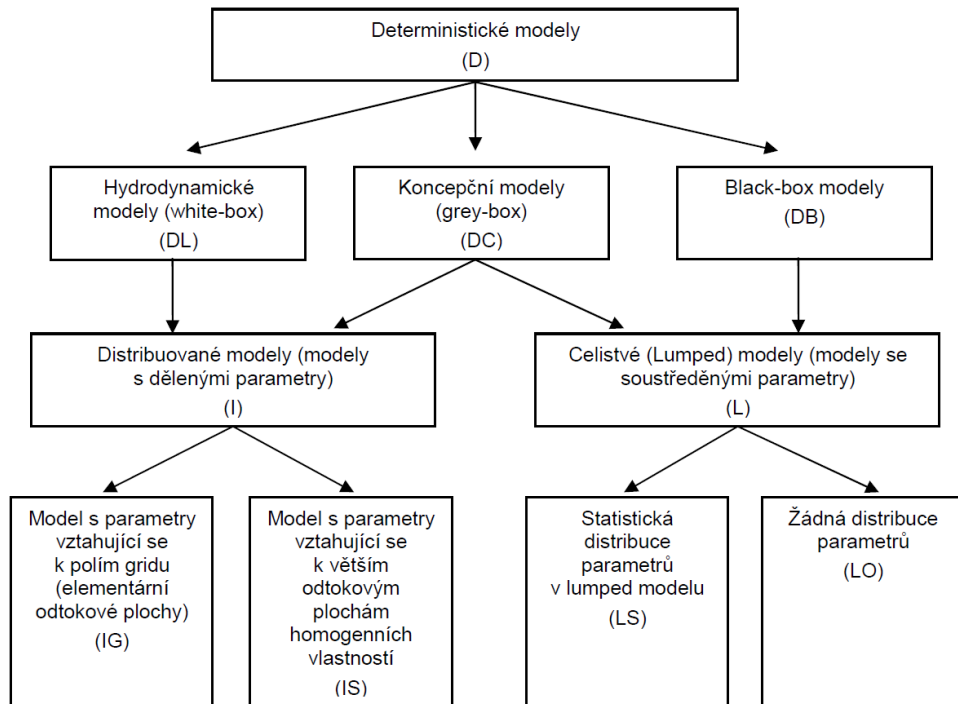 Deterministické modely
(D)
Hydrodynamické
modely (white-box)
(DL)
Koncepční modely
(grey-box)
(DC)
Black-box modely
(DB)
Distribuované modely (modely
s dělenými parametry)
(I)
Celistvé (Lumped) modely (modely se
soustředěnými parametry)
(L)
Model s parametry
vztahující se
k polím gridu
(elementární
odtokové plochy)
(IG)
Model s parametry
vztahující se
k větším
odtokovým
plochám
homogenních
vlastností
(IS)
Statistická
distribuce
parametrů
v lumped modelu
(LS)
Žádná distribuce
parametrů
(LO)